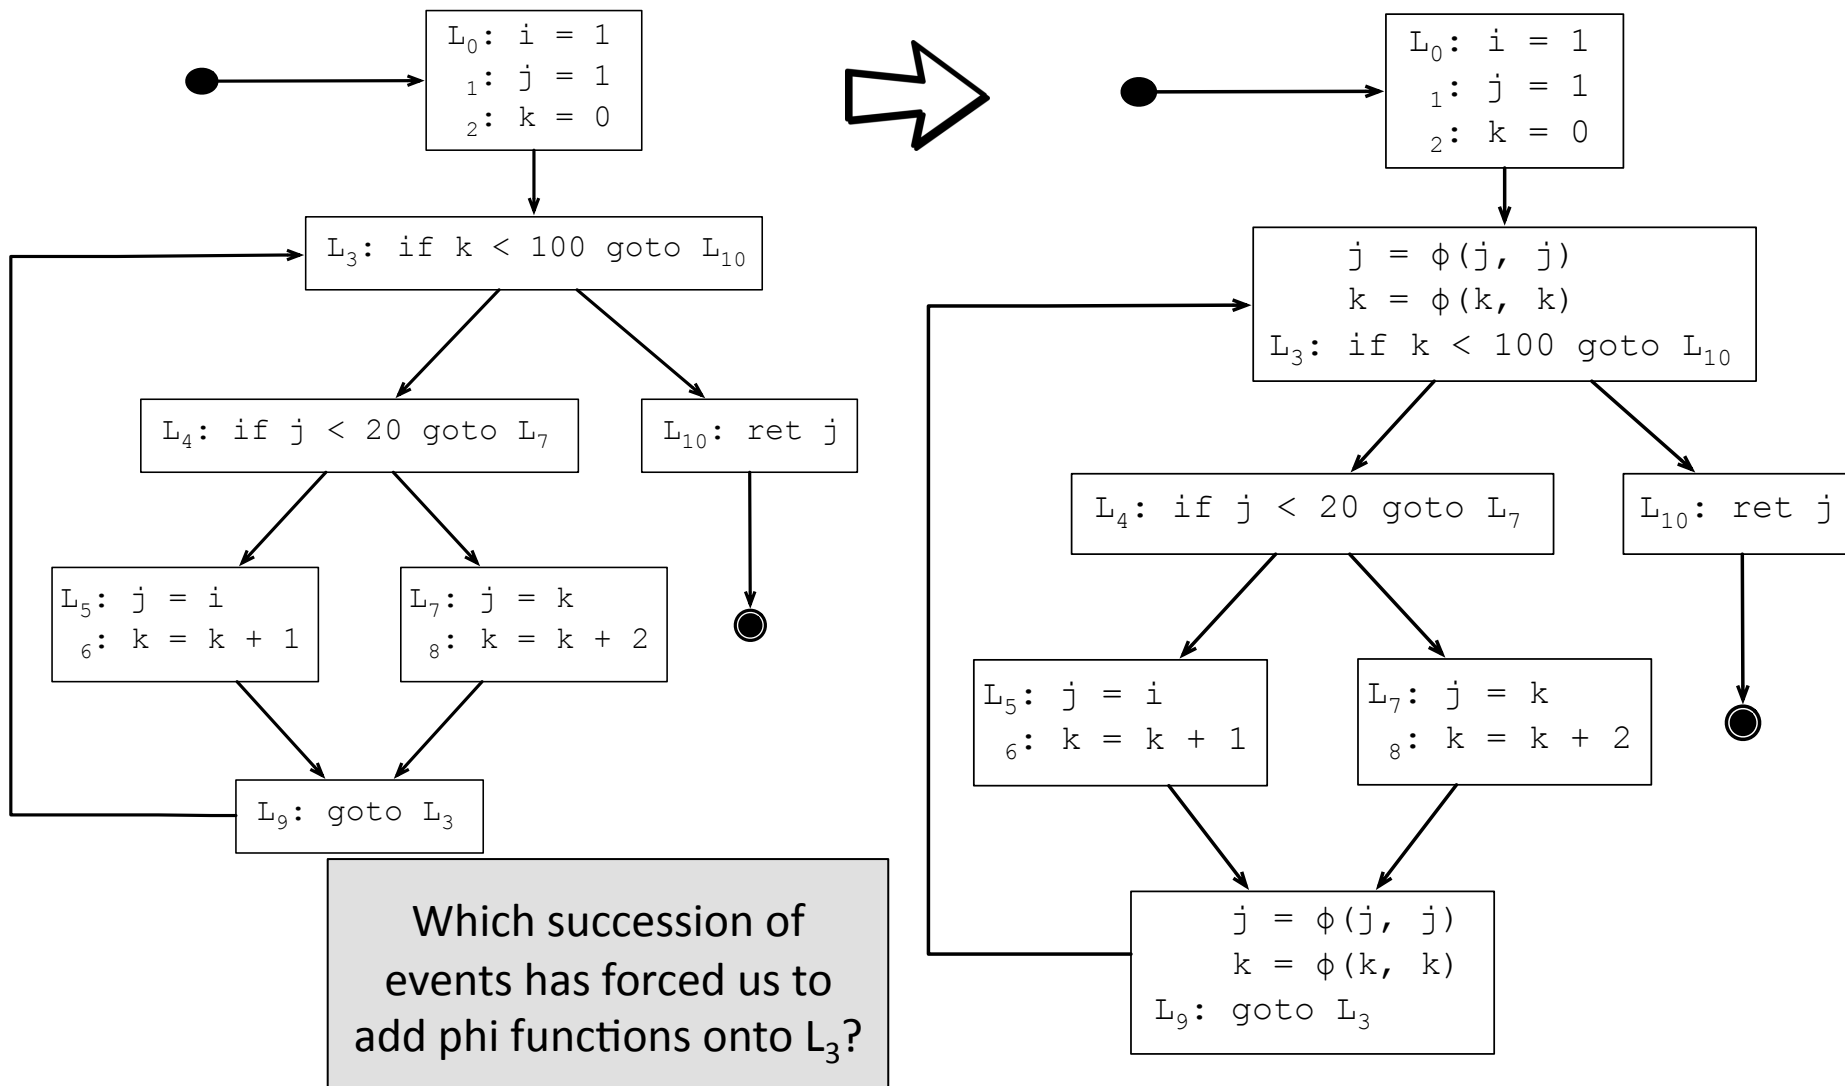 L₀: i = 1
₁: j = 1
₂: k = 0
L₃: if k < 100 goto L₁₀
L₄: if j < 20 goto L₇
L₁₀: ret j
L₅: j = i
₆: k = k + 1
L₇: j = k
₈: k = k + 2
L₉: goto L₃
Which succession of
events has forced us to
add phi functions onto L₃?
L₀: i = 1
₁: j = 1
₂: k = 0
j = ϕ(j, j)
k = ϕ(k, k)
L₃: if k < 100 goto L₁₀
L₄: if j < 20 goto L₇
L₁₀: ret j
L₅: j = i
₆: k = k + 1
L₇: j = k
₈: k = k + 2
j = ϕ(j, j)
k = ϕ(k, k)
L₉: goto L₃